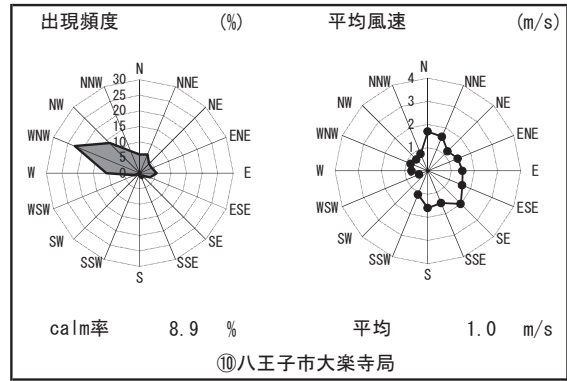 出現頻度 (%) 平均風速 (m/s)
N
NNE
NE
ENE
E
ESE
SE
SSE
S
SSW
SW
WSW
W
WNW
NW
NNW
30
25
20
15
10
5
0
N
NNE
NE
ENE
E
ESE
SE
SSE
S
SSW
SW
WSW
W
WNW
NW
NNW
4
3
2
1
calm率 8.9 % 平均 1.0 m/s
⑩八王子市大楽寺局